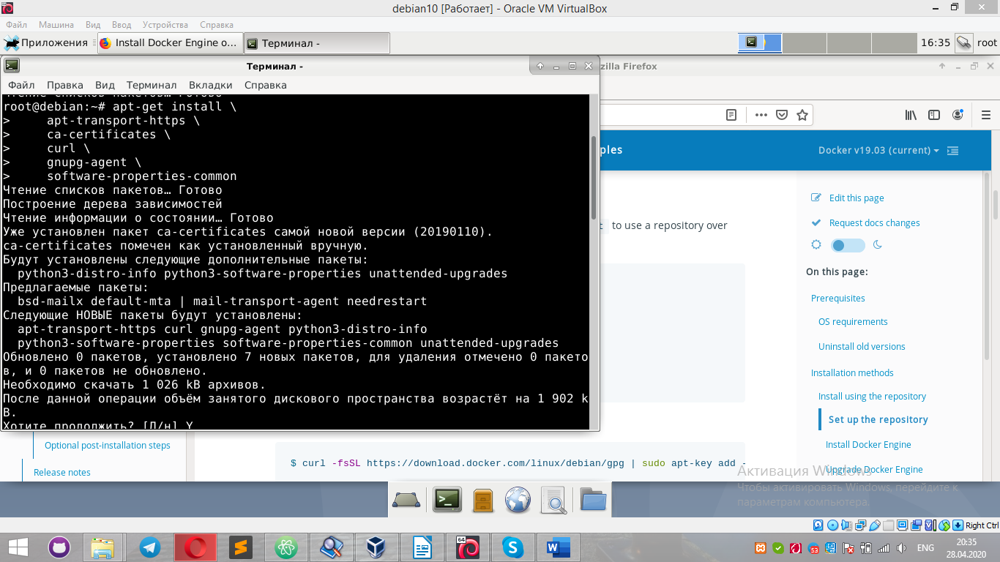 debian10 [Работает] - Oracle VM VirtualBox
Файл Машина Вид Ввод Устройства Справка
Приложения Install Docker Engine o... Терминал - 16:35 root
Терминал - zilla Firefox
Файл Правка Вид Терминал Вкладки Справка
Чтение списков пакетов… Готово
root@debian:~# apt-get install \
> apt-transport-https \
> ca-certificates \
> curl \
> gnupg-agent \
> software-properties-common
Чтение списков пакетов… Готово
Построение дерева зависимостей
Чтение информации о состоянии… Готово
Уже установлен пакет ca-certificates самой новой версии (20190110).
ca-certificates помечен как установленный вручную.
Будут установлены следующие дополнительные пакеты:
python3-distro-info python3-software-properties unattended-upgrades
Предлагаемые пакеты:
bsd-mailx default-mta | mail-transport-agent needrestart
Следующие НОВЫЕ пакеты будут установлены:
apt-transport-https curl gnupg-agent python3-distro-info
python3-software-properties software-properties-common unattended-upgrades
Обновлено 0 пакетов, установлено 7 новых пакетов, для удаления отмечено 0 пакето
в, и 0 пакетов не обновлено.
Необходимо скачать 1 026 kB архивов.
После данной операции объём занятого дискового пространства возрастёт на 1 902 k
B.
Хотите продолжить? [Д/н] Y
ples Docker v19.03 (current)
Edit this page
t to use a repository over
Request docs changes
On this page:
Prerequisites
OS requirements
Uninstall old versions
Installation methods
Install using the repository
Set up the repository
Install Docker Engine
Upgrade Docker Engine
Optional post-installation steps
Release notes
$ curl -fsSL https://download.docker.com/linux/debian/gpg | sudo apt-key add -
Активация Windows
Чтобы активировать Windows, перейдите к
параметрам компьютера.
Right Ctrl
64
53
ENG
20:35
28.04.2020